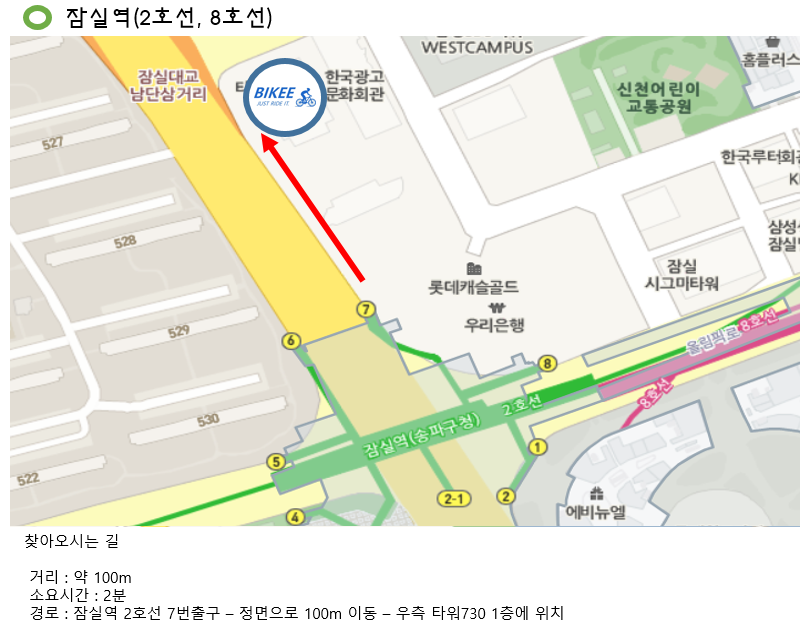 잠실역(2호선, 8호선)
WESTCAMPUS
홈플러스
잠실대교
남단삼거리
한국광고
문화회관
BIKEE
JUST RIDE IT.
신천어린이
교통공원
527
한국루터회관
528
삼성
잠실
롯데캐슬골드
잠실
시그마타워
우리은행
529
7
6
8
올림픽로 8호선
8호선
2호선
530
잠실역(송파구청)
1
5
522
2-1
2
4
에비뉴엘
찾아오시는 길
거리 : 약 100m
소요시간 : 2분
경로 : 잠실역 2호선 7번출구 – 정면으로 100m 이동 – 우측 타워730 1층에 위치